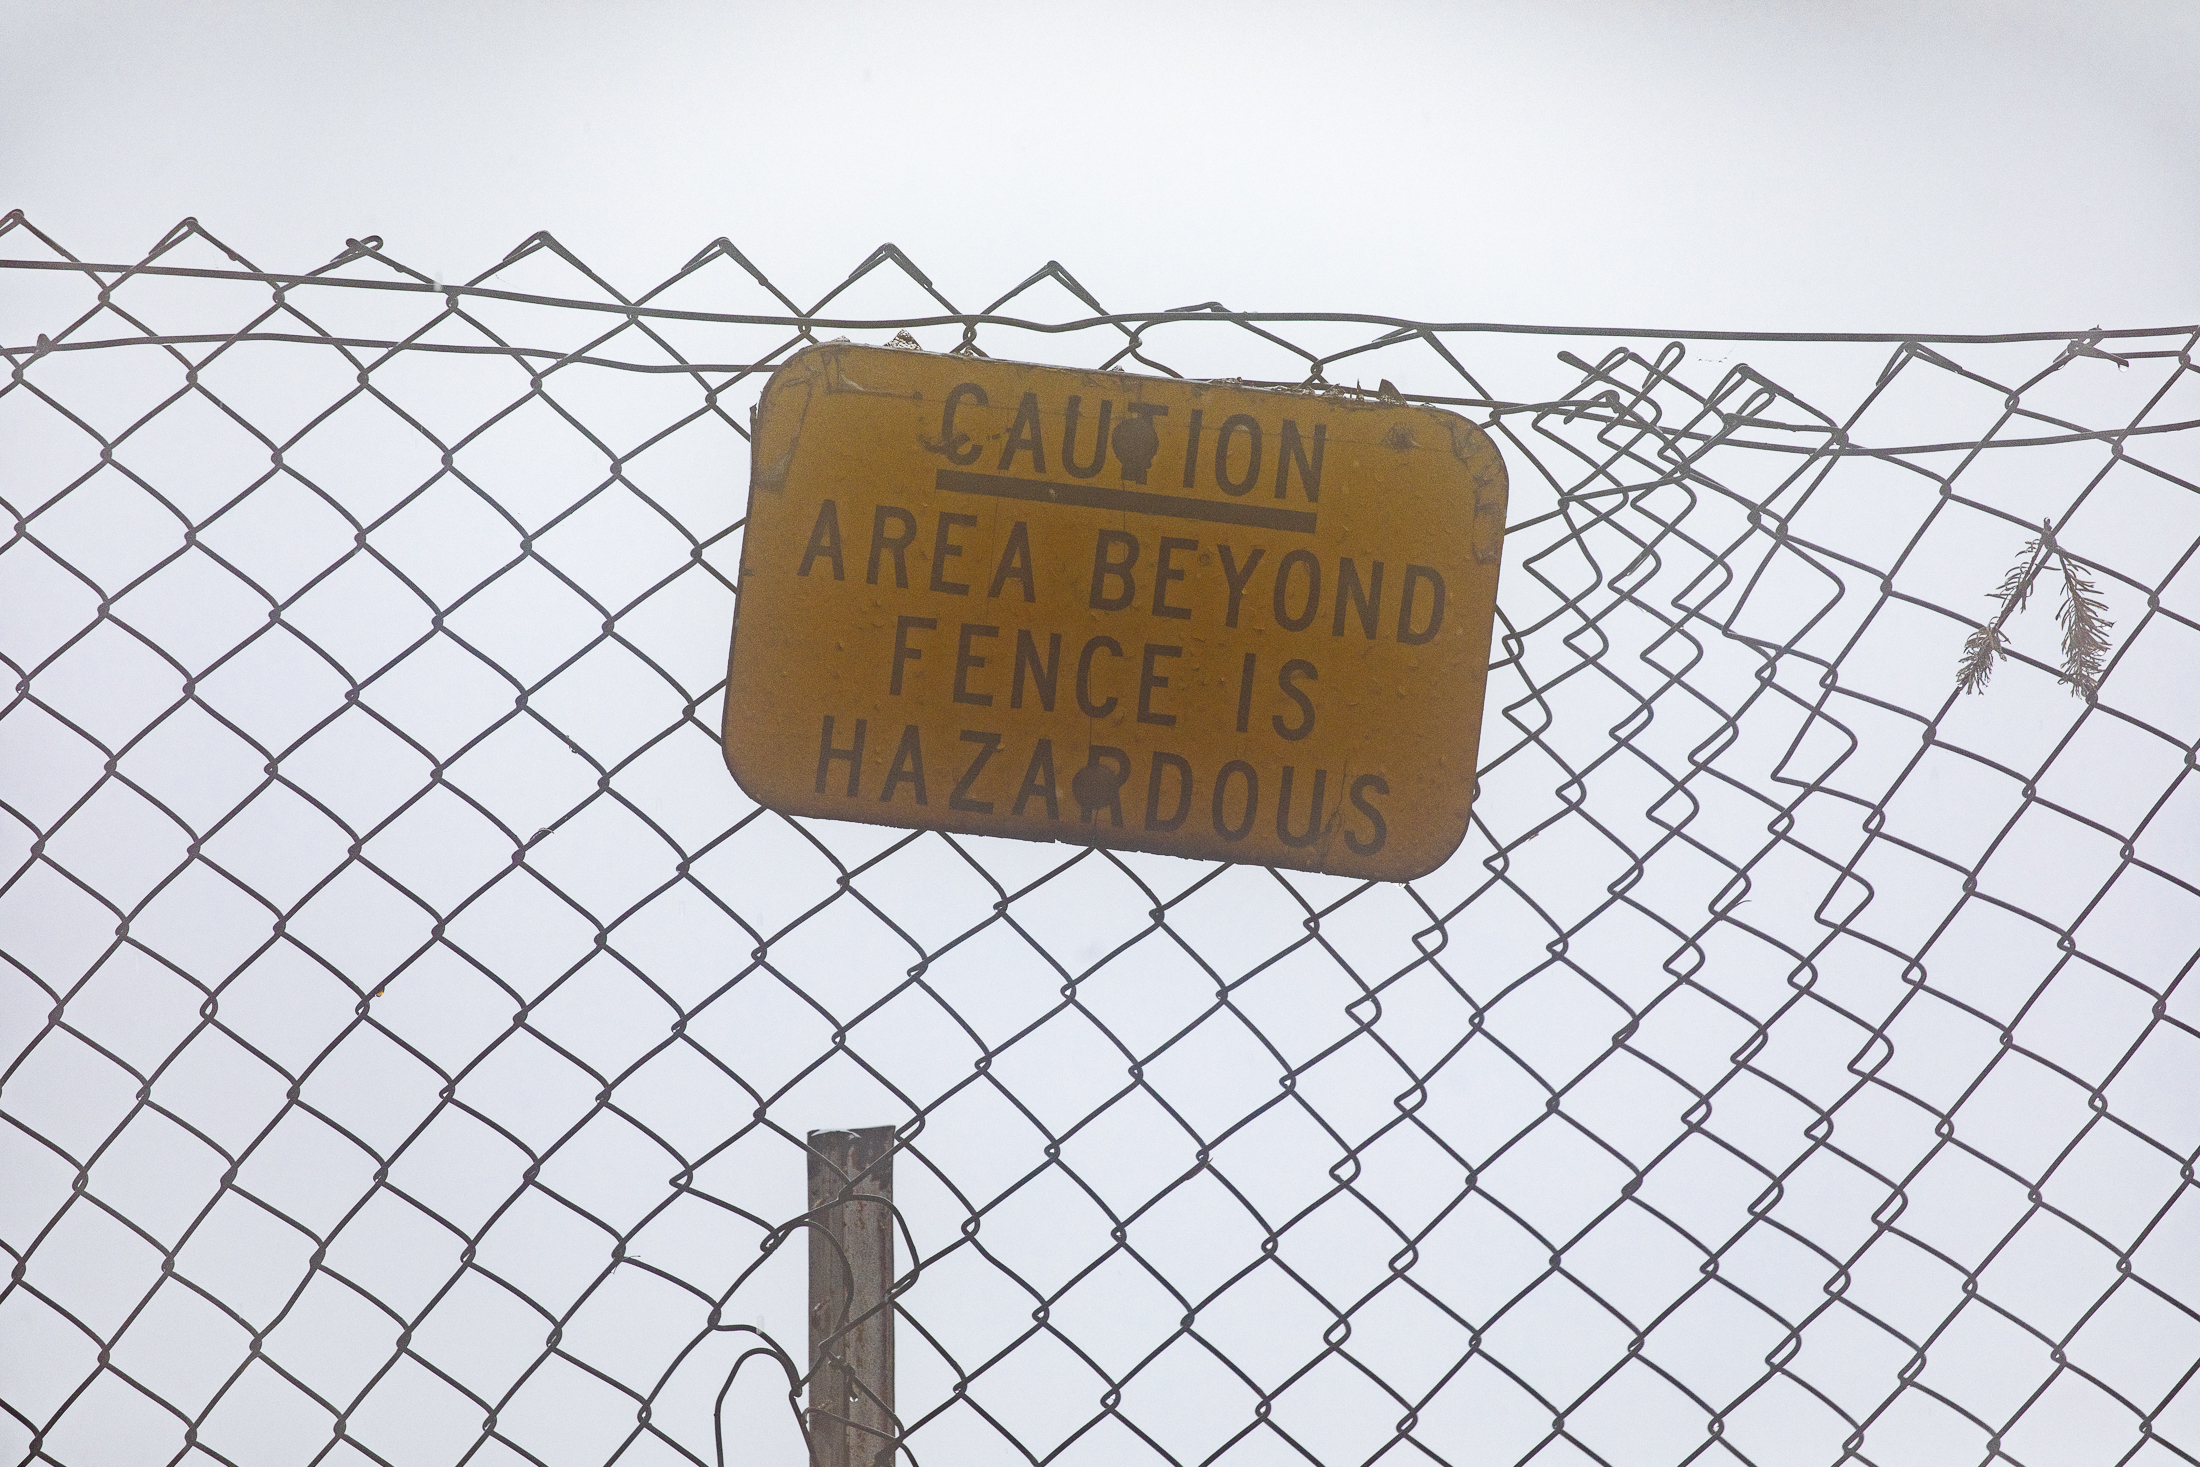 CAUTION
AREA BEYOND
FENCE IS
HAZARDOUS